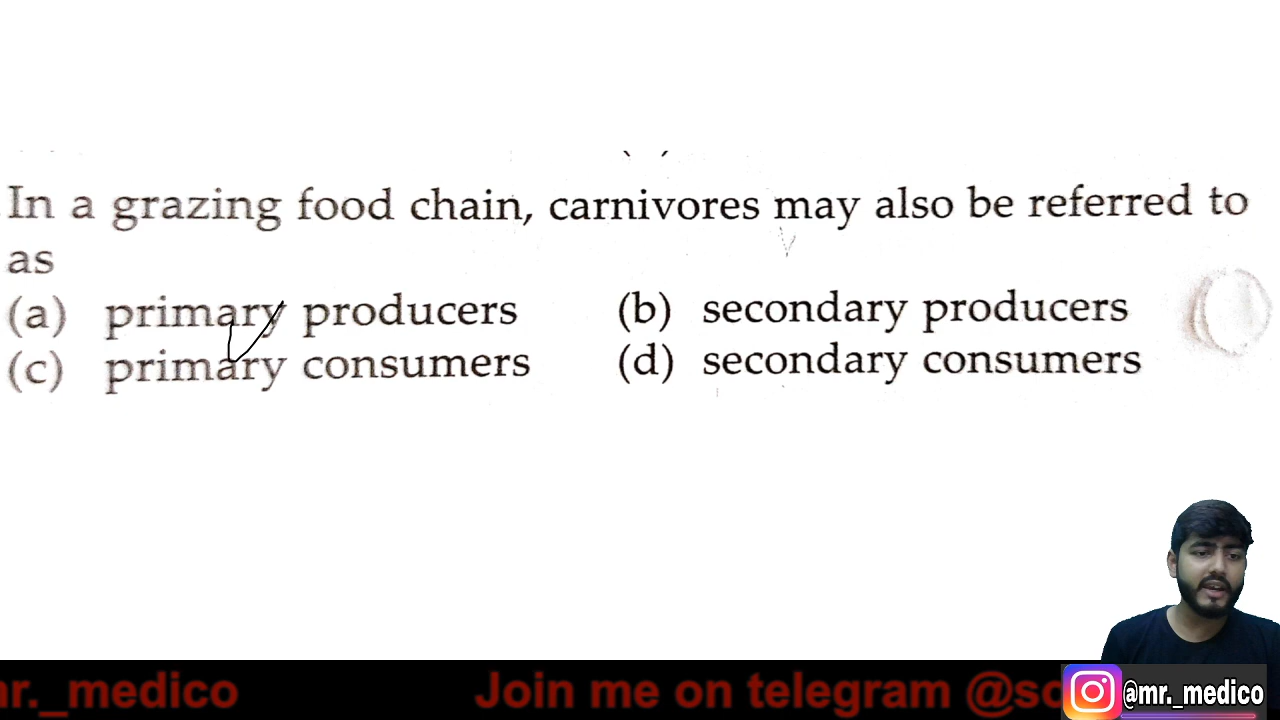 In a grazing food chain, carnivores may also be referred to
as
(a) primary producers (b) secondary producers
(c) primary consumers (d) secondary consumers
r._medico Join me on telegram @sc @mr._medico